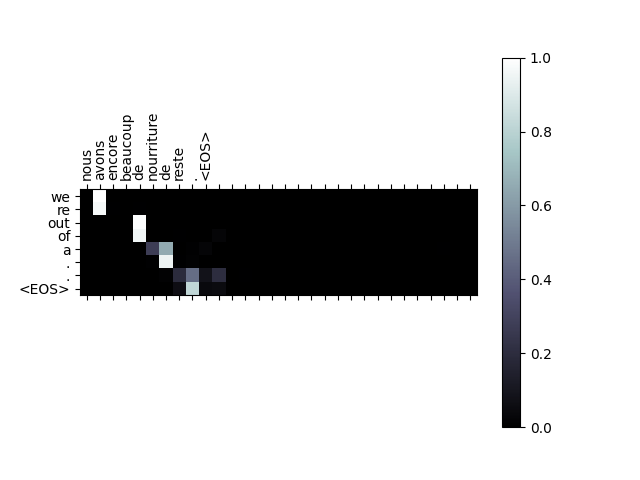 nous
avons
encore
beaucoup
de
nourriture
de
reste
.
<EOS>
we
re
out
of
a
.
.
<EOS>
1.0
0.8
0.6
0.4
0.2
0.0